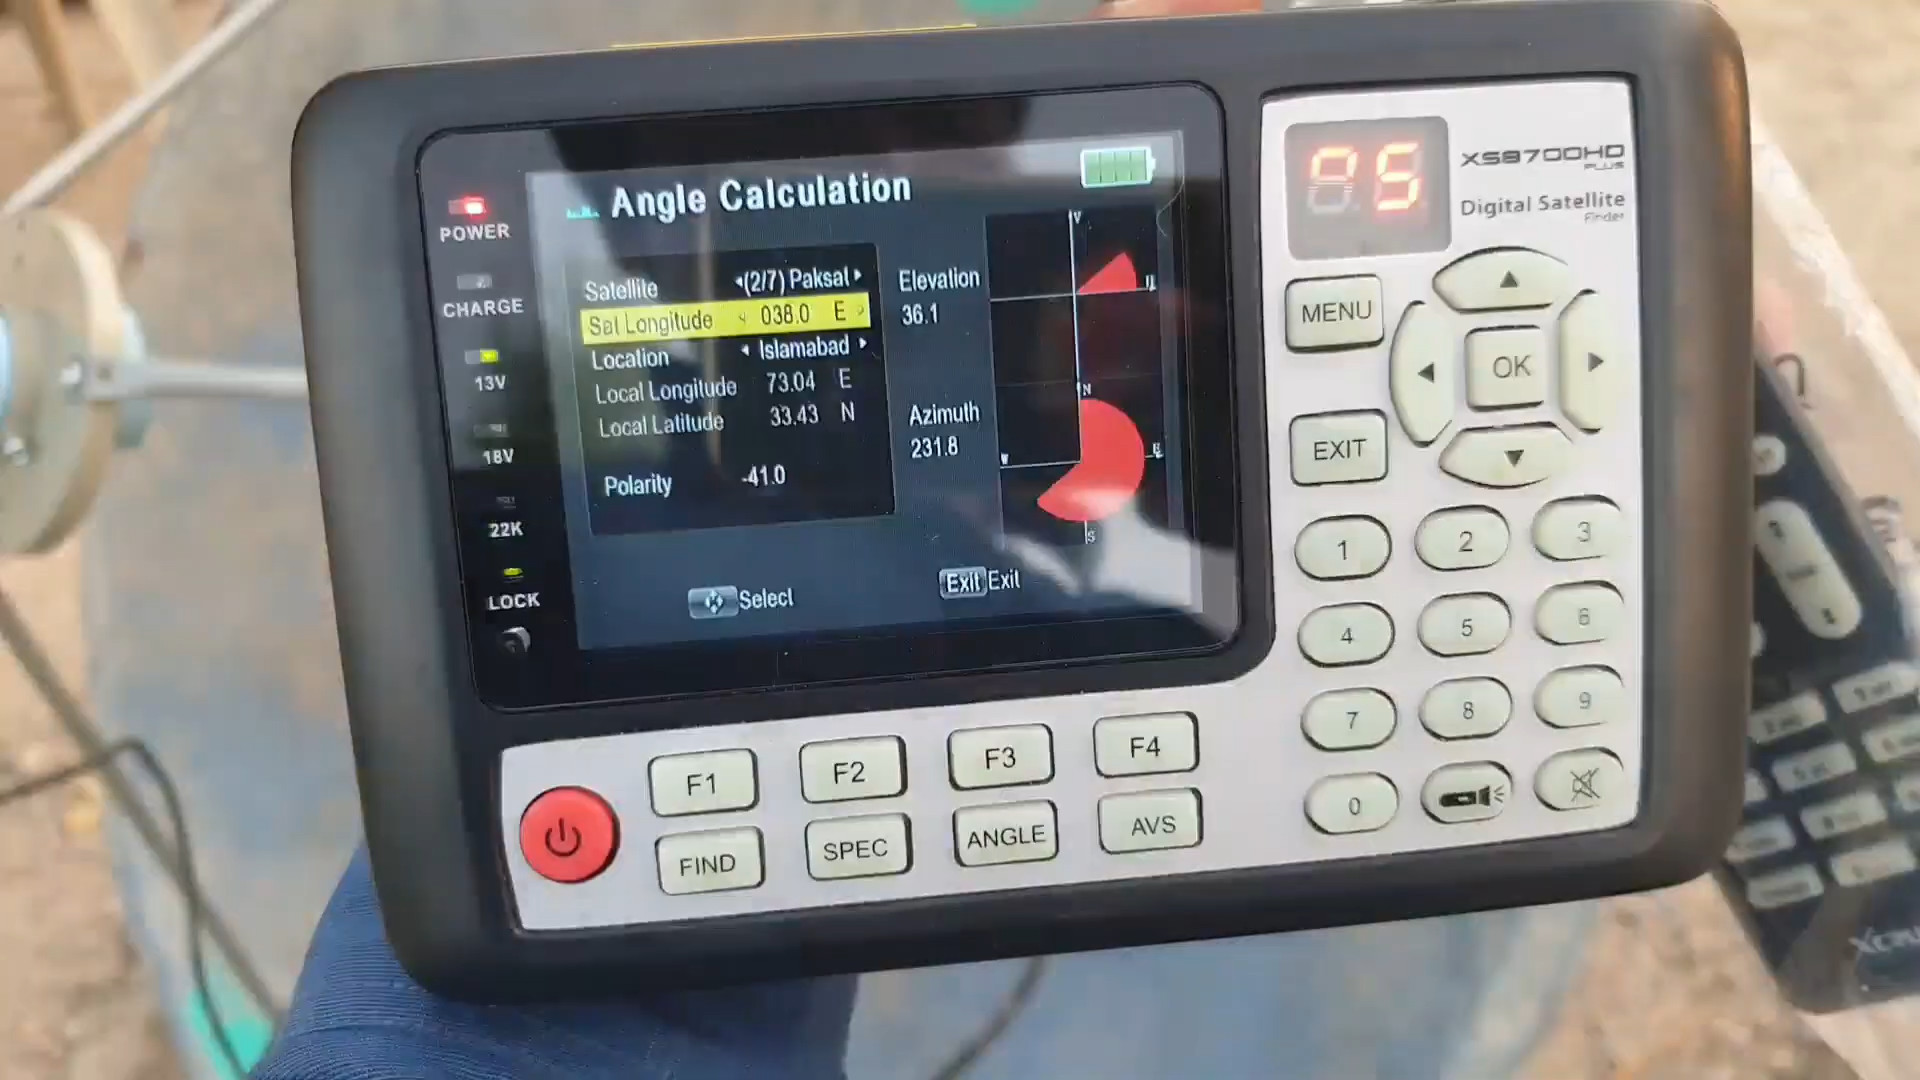 Angle Calculation
Satellite (2/7) Paksat
Sat Longitude 038.0 E
Location Islamabad
Local Longitude 73.04 E
Local Latitude 33.43 N
Polarity -41.0
Elevation
36.1
Azimuth
231.8
V
N
W
E
S
Select
Exit Exit
POWER
CHARGE
13V
18V
22K
LOCK
95
XS8700HD
PLUS
Digital Satellite
Finder
MENU
OK
EXIT
1 2 3
4 5 6
7 8 9
0
F1 F2 F3 F4
FIND SPEC ANGLE AVS